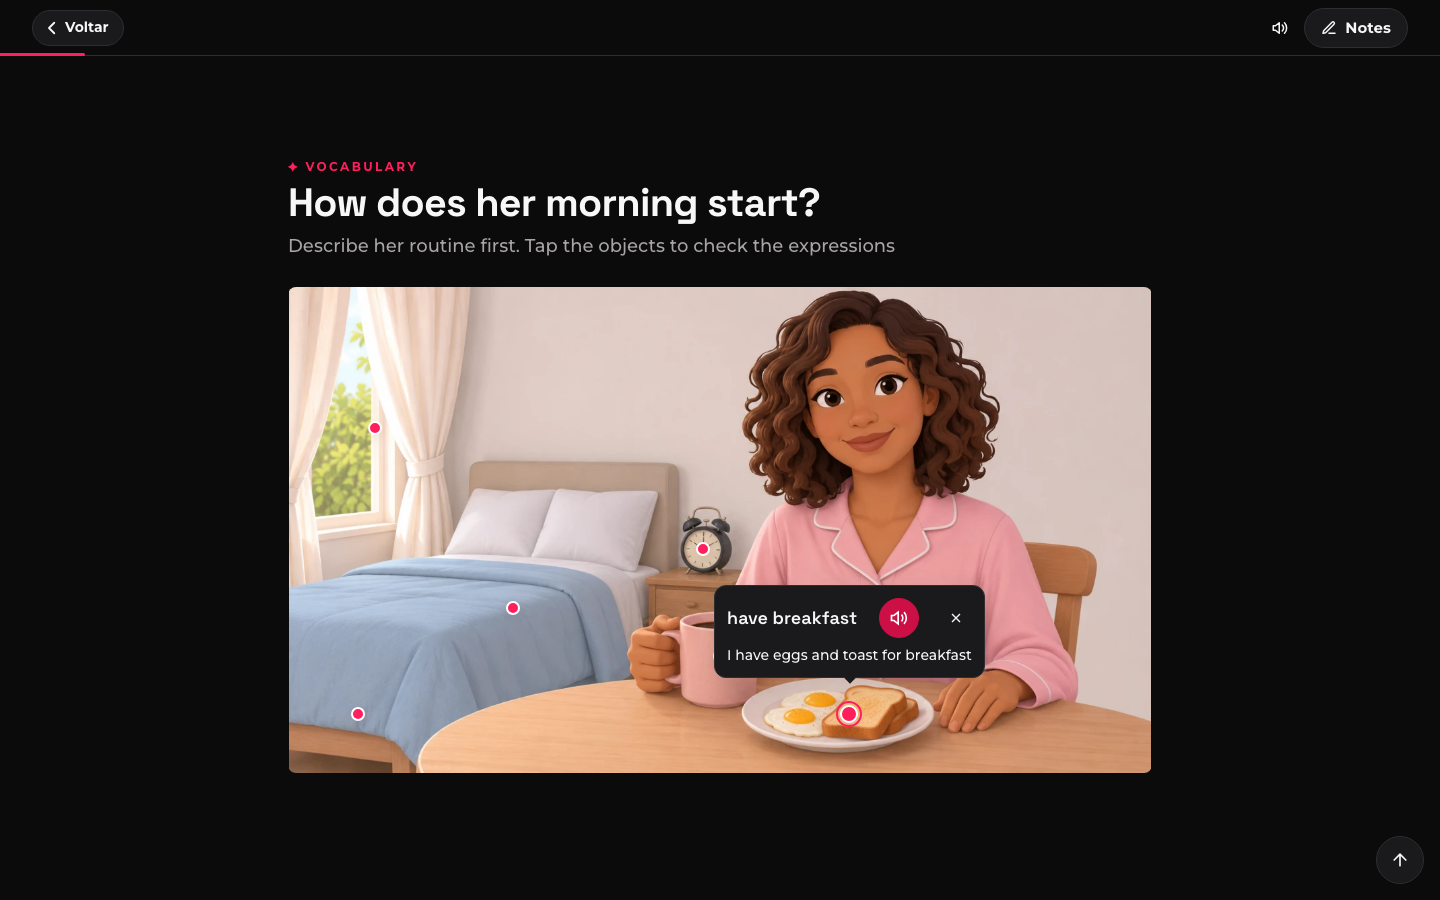 Voltar
Notes
VOCABULARY
How does her morning start?
Describe her routine first. Tap the objects to check the expressions
have breakfast
I have eggs and toast for breakfast